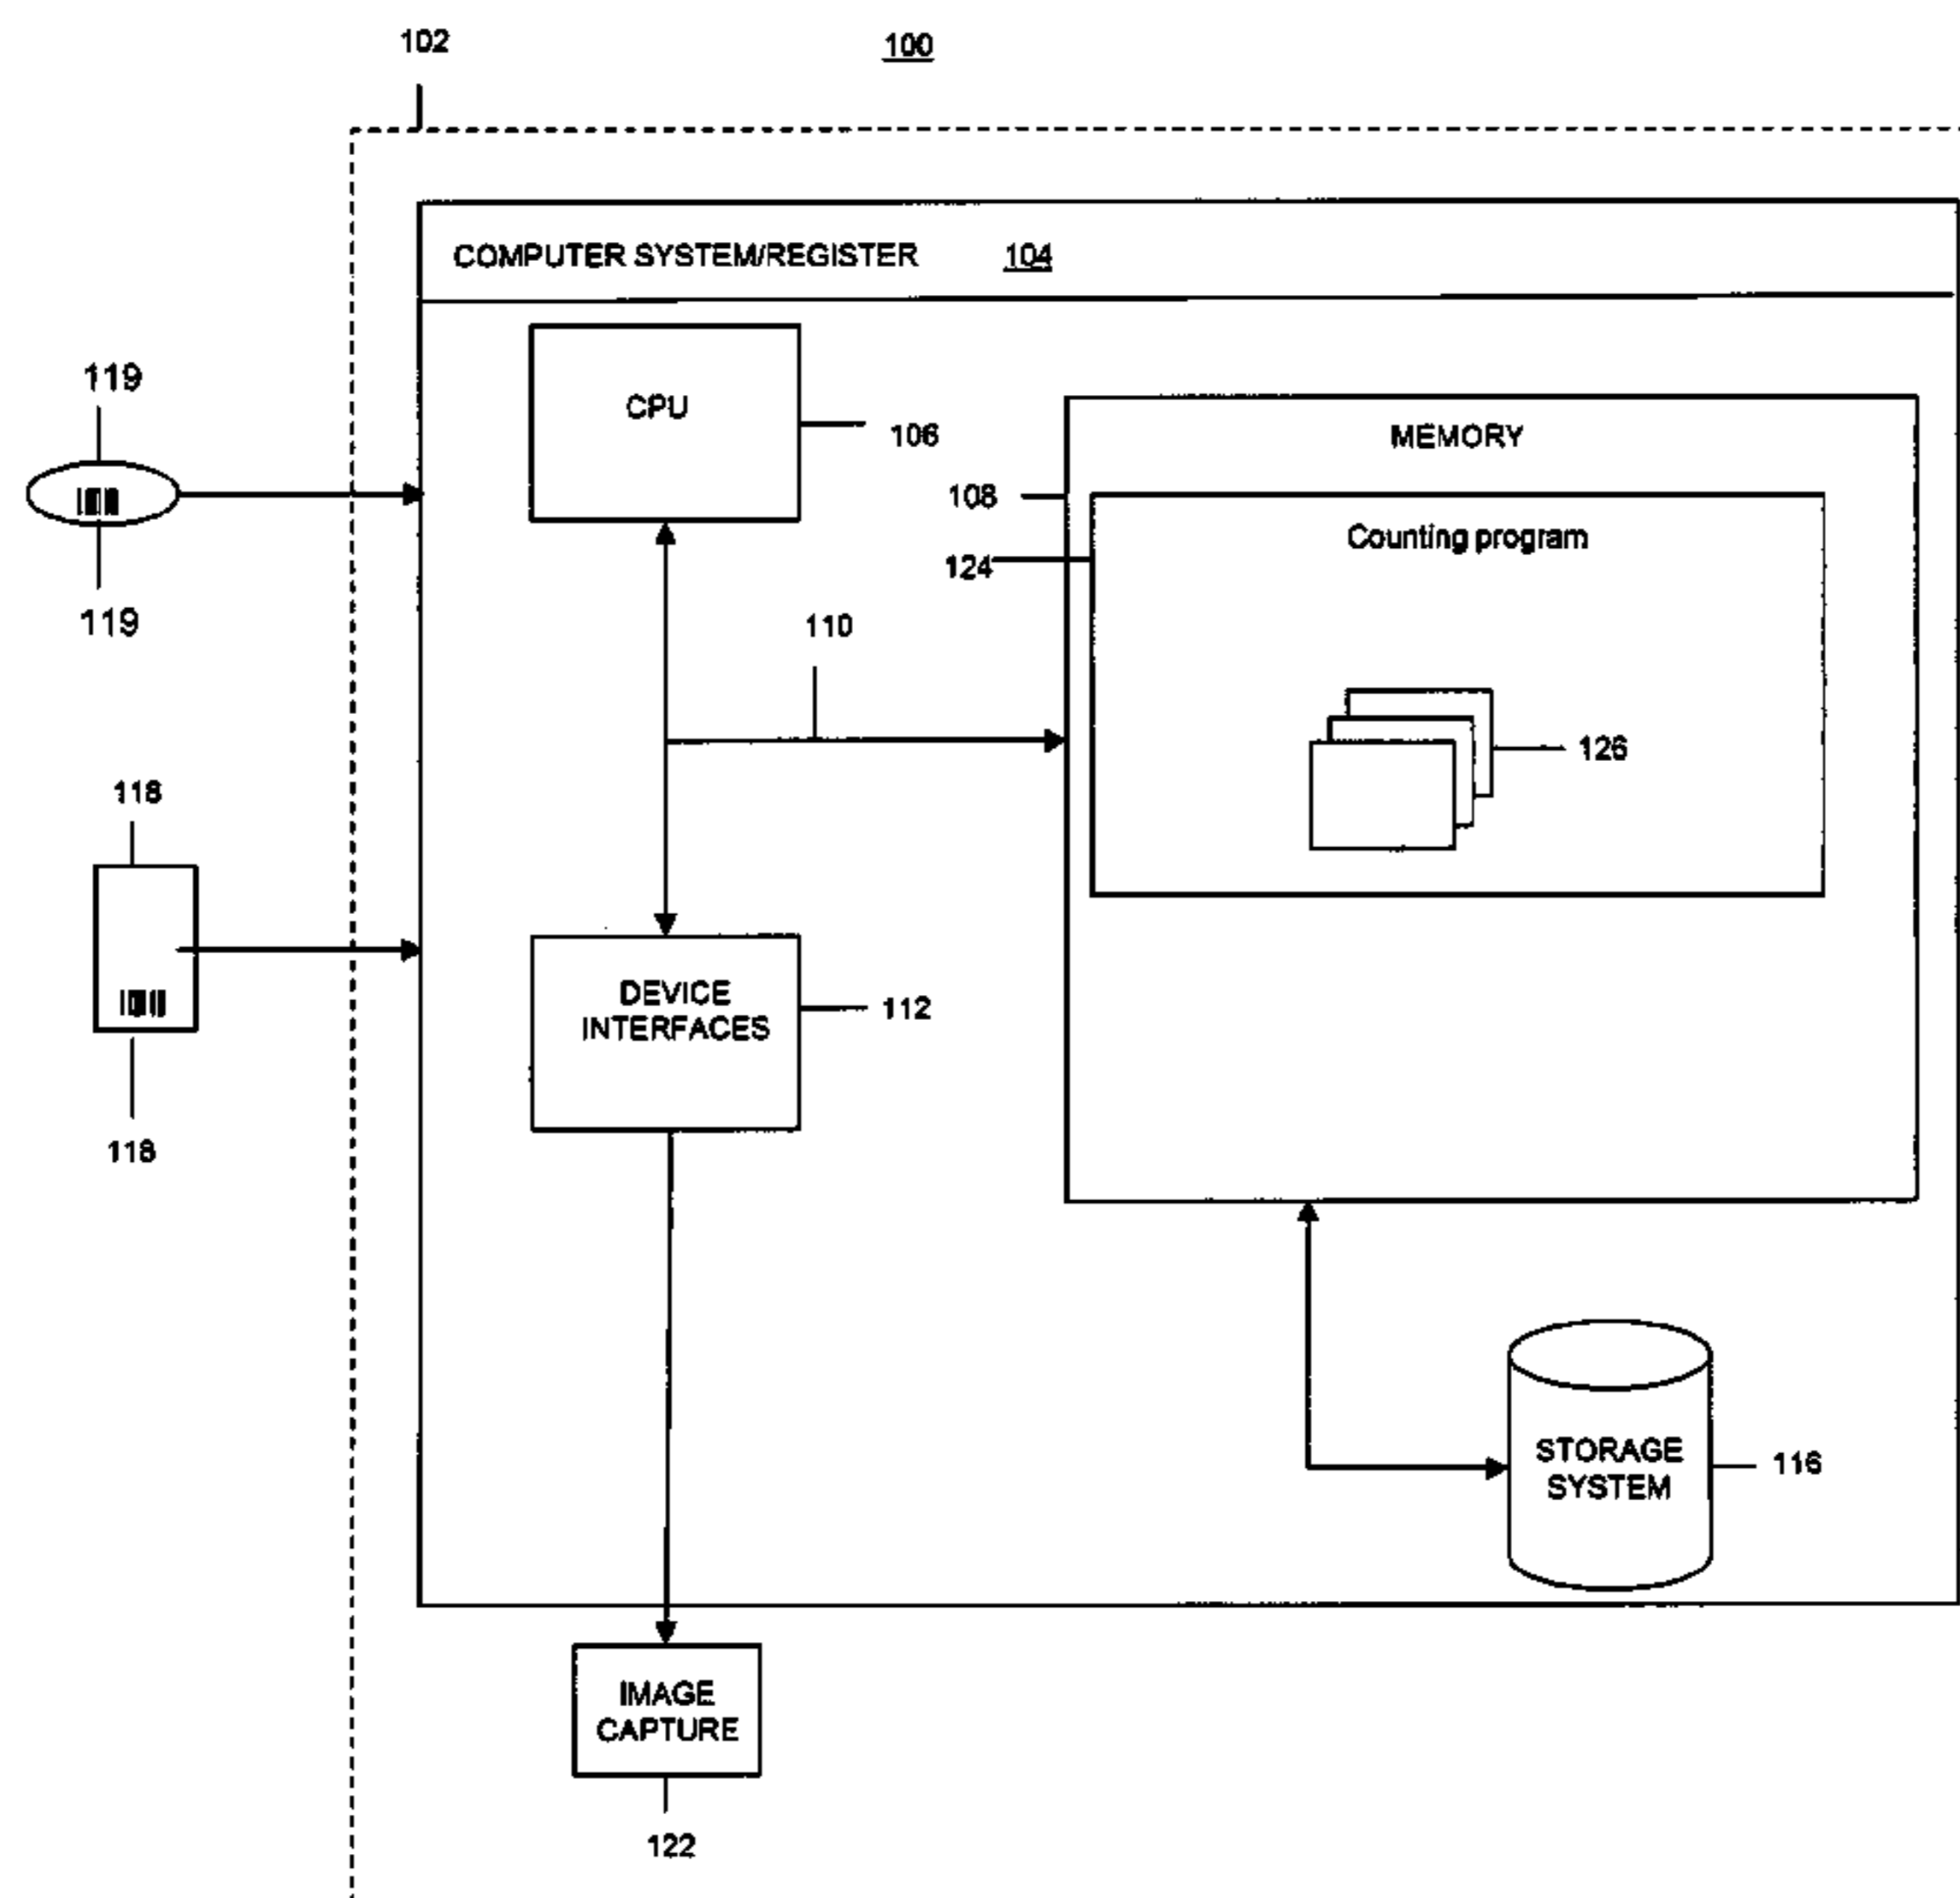 102
100
COMPUTER SYSTEM/REGISTER 104
119
CPU
106
MEMORY
108
Counting program
124
119
110
126
118
DEVICE
INTERFACES
112
118
STORAGE
SYSTEM
116
IMAGE
CAPTURE
122